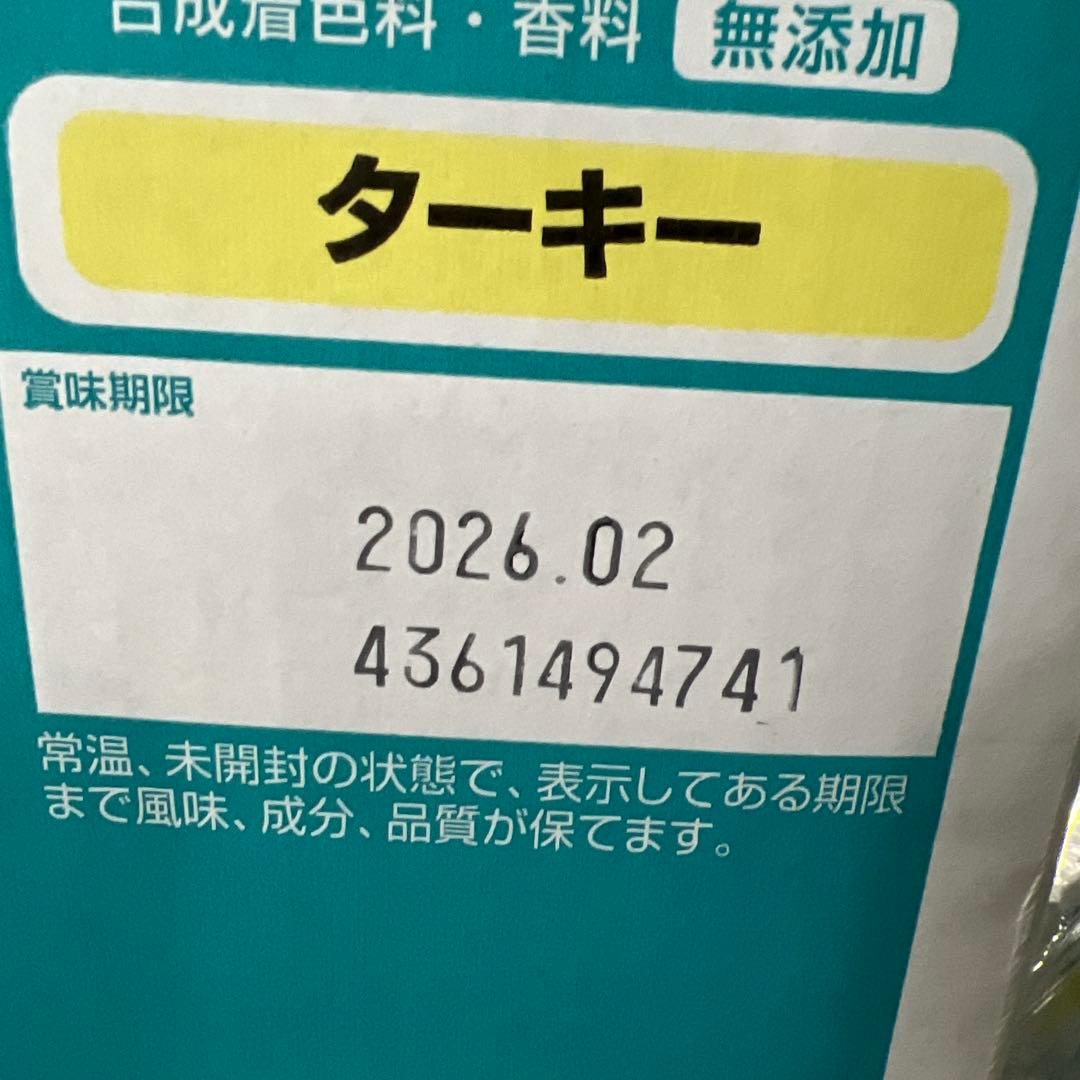 合成着色料・香料 無添加
ターキー
賞味期限
2026.02
4361494741
常温、未開封の状態で、表示してある期限
まで風味、成分、品質が保てます。